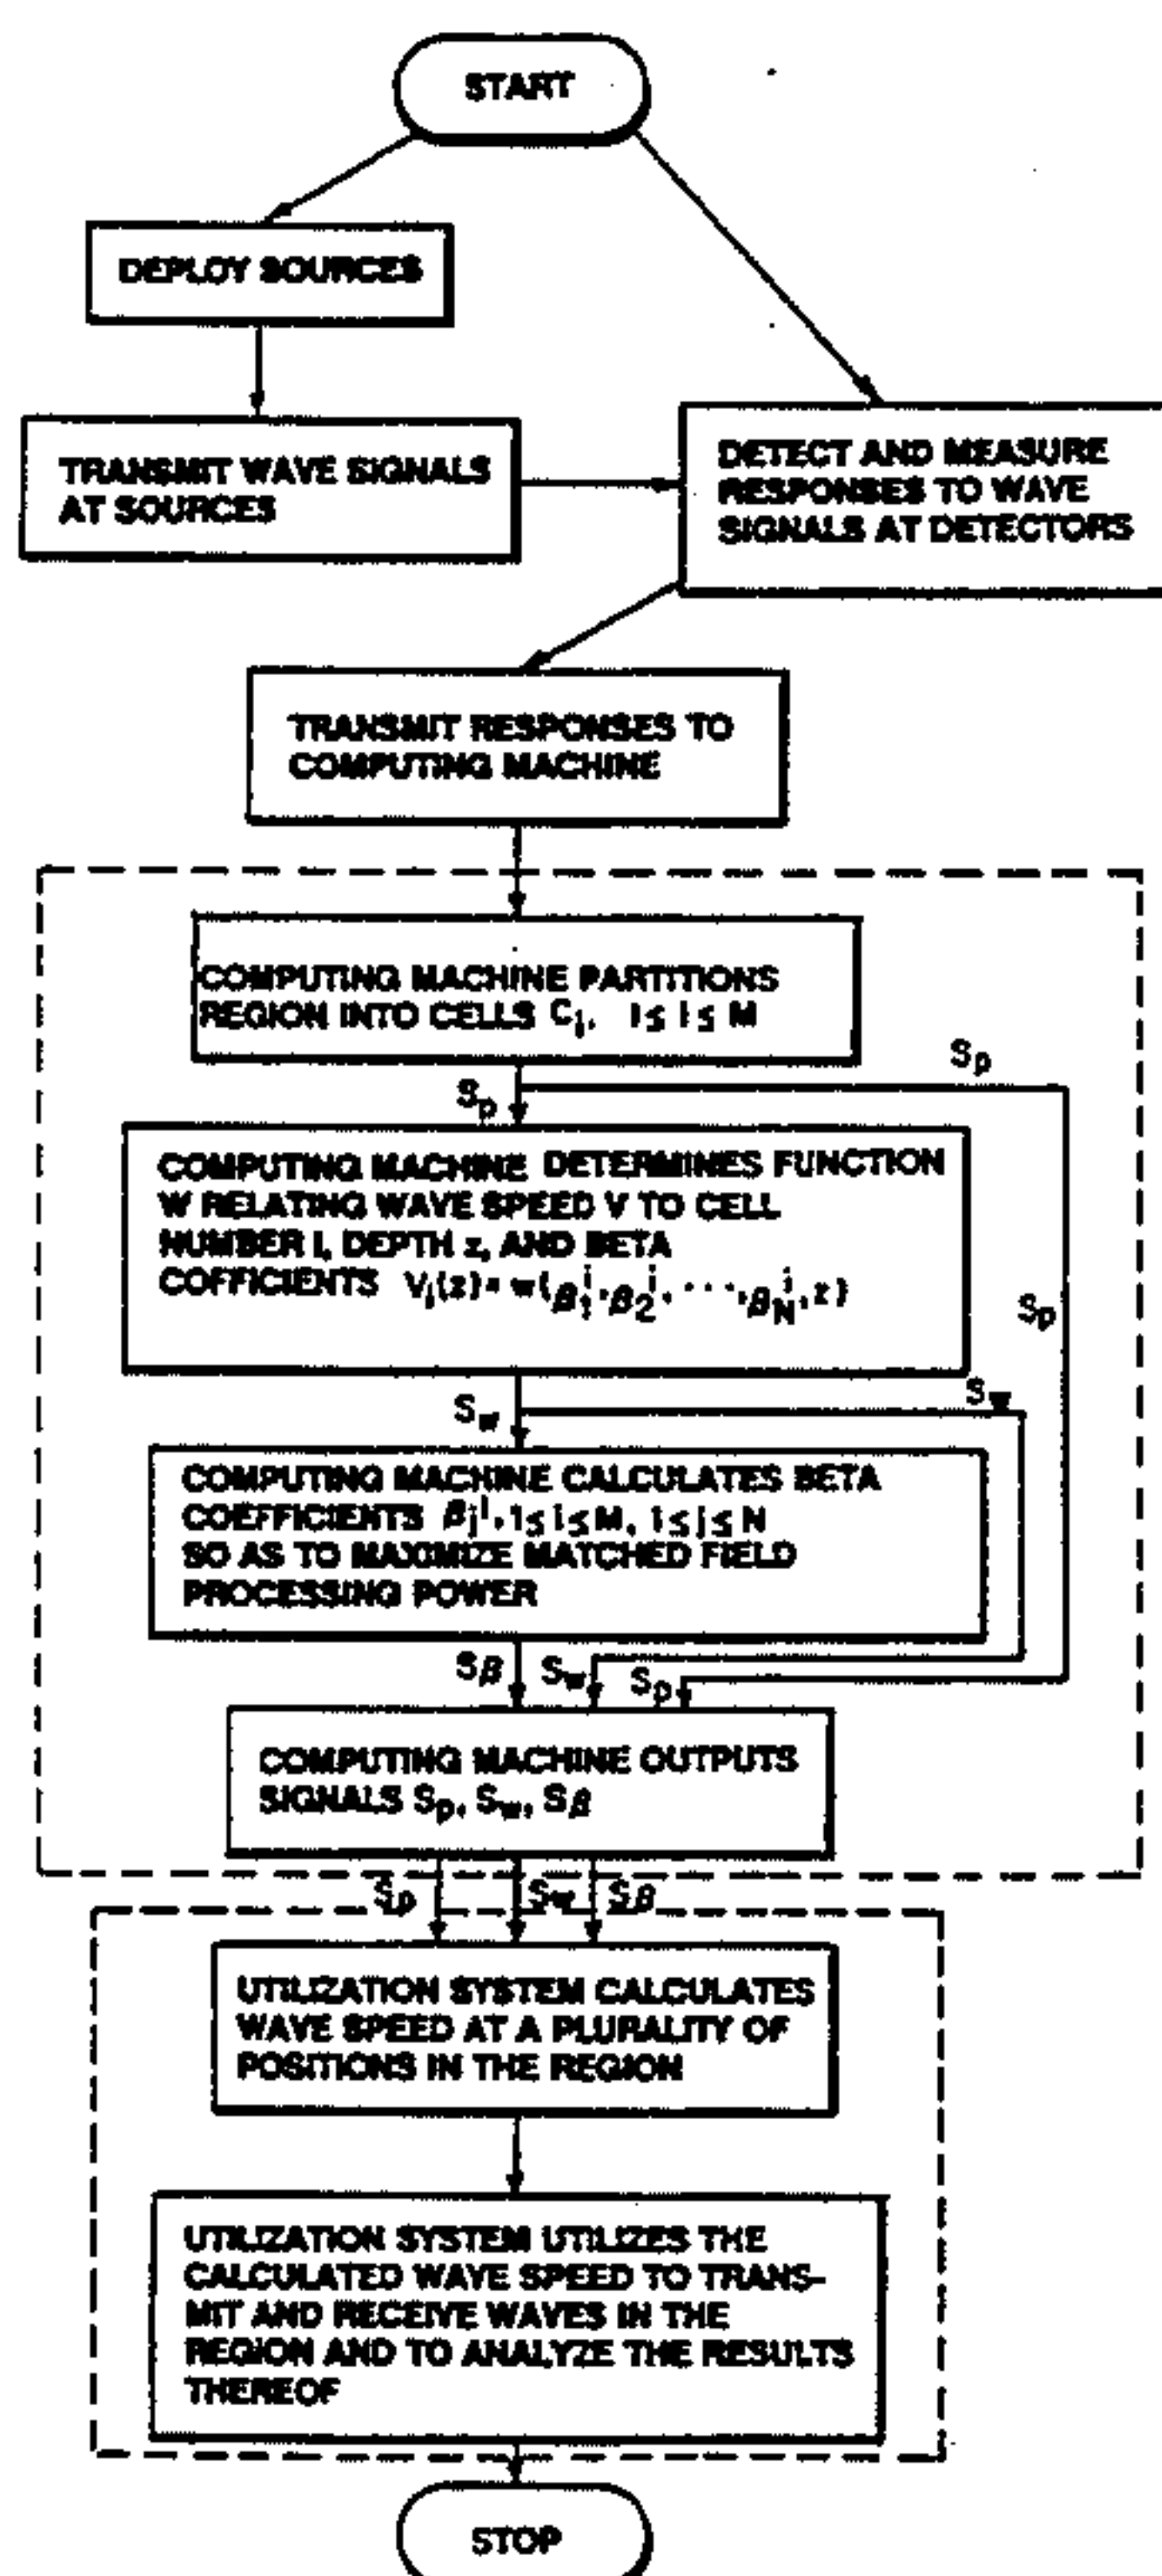 START
DEPLOY SOURCES
TRANSMIT WAVE SIGNALS
AT SOURCES
DETECT AND MEASURE
RESPONSES TO WAVE
SIGNALS AT DETECTORS
TRANSMIT RESPONSES TO
COMPUTING MACHINE
COMPUTING MACHINE PARTITIONS
REGION INTO CELLS C_i, 1 ≤ i ≤ M
S_p
S_p
COMPUTING MACHINE DETERMINES FUNCTION
W RELATING WAVE SPEED V TO CELL
NUMBER i, DEPTH z, AND BETA
COFFICIENTS V_i(z) = w(β_1^i, β_2^i, ···, β_N^i, z)
S_p
S_w
S_w
COMPUTING MACHINE CALCULATES BETA
COEFFICIENTS β_j^i, 1 ≤ i ≤ M, 1 ≤ j ≤ N
SO AS TO MAXIMIZE MATCHED FIELD
PROCESSING POWER
S_β S_w S_p
COMPUTING MACHINE OUTPUTS
SIGNALS S_p, S_w, S_β
S_p S_w S_β
UTILIZATION SYSTEM CALCULATES
WAVE SPEED AT A PLURALITY OF
POSITIONS IN THE REGION
UTILIZATION SYSTEM UTILIZES THE
CALCULATED WAVE SPEED TO TRANS-
MIT AND RECEIVE WAVES IN THE
REGION AND TO ANALYZE THE RESULTS
THEREOF
STOP